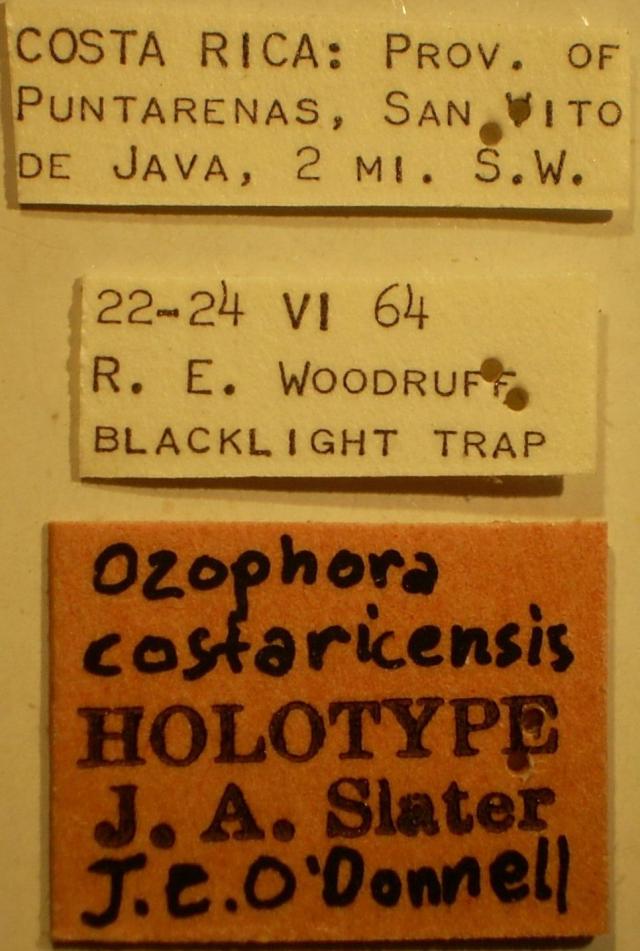 COSTA RICA: PROV. OF
PUNTARENAS, SAN VITO
DE JAVA, 2 MI. S.W.
22-24 VI 64
R. E. WOODRUFF
BLACKLIGHT TRAP
Ozophora
costaricensis
HOLOTYPE
J. A. Slater
J.E.O'Donnell